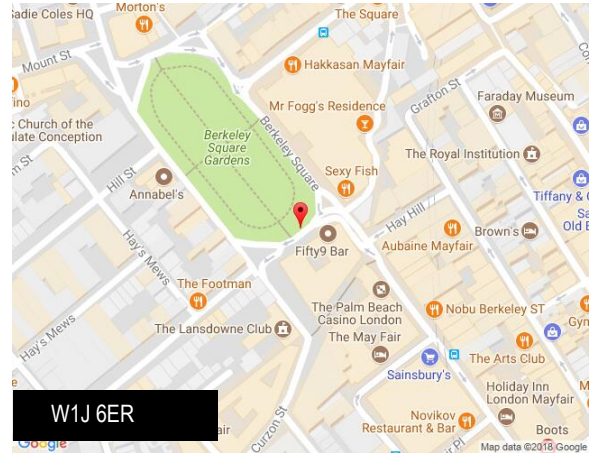 Sadie Coles HQ
Morton's
The Square
Mount St
Hakkasan Mayfair
Grafton St
Mr Fogg's Residence
Faraday Museum
Church of the
late Conception
Berkeley
Square
Gardens
Berkeley Square
The Royal Institution
Sexy Fish
Hill St
Annabel's
Tiffany &
Old
Hay Hill
Brown's
Aubaine Mayfair
Fifty9 Bar
Hay's Mews
The Footman
The Palm Beach
Casino London
Nobu Berkeley ST
Hay's Mews
The Lansdowne Club
The May Fair
Gym
The Arts Club
Sainsbury's
Holiday Inn
London Mayfair
Curzon St
Novikov
Restaurant & Bar
Boots
W1J 6ER
Google
Map data ©2018 Google